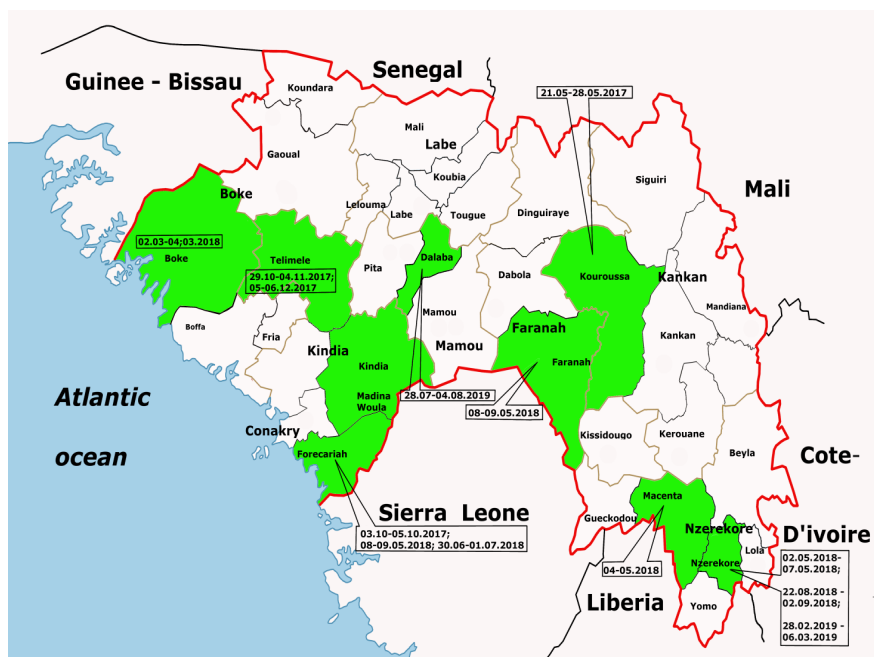 Guinee - Bissau
Senegal
Koundara
21.05-28.05.2017
Mali
Labe
Gaoual
Koubia
Siguiri
Mali
Boke
Lelouma
Labe
Tougue
Dinguiraye
02.03-04;03.2018
Boke
Telimele
29.10-04.11.2017;
05-06.12.2017
Pita
Dalaba
Dabola
Kouroussa
Kankan
Mandiana
Boffa
Fria
Mamou
Faranah
Kankan
Kindia
Mamou
Kindia
Faranah
Atlantic
ocean
Madina
Woula
28.07-04.08.2019
08-09.05.2018
Conakry
Kissidougo
Kerouane
Beyla
Cote-
Forecariah
Macenta
Sierra Leone
Gueckodou
Nzerekore
D'ivoire
03.10-05.10.2017;
08-09.05.2018; 30.06-01.07.2018
Lola
Nzerekore
04-05.2018
02.05.2018-
07.05.2018;
22.08.2018 -
02.09.2018;
28.02.2019 -
06.03.2019
Liberia
Yomo